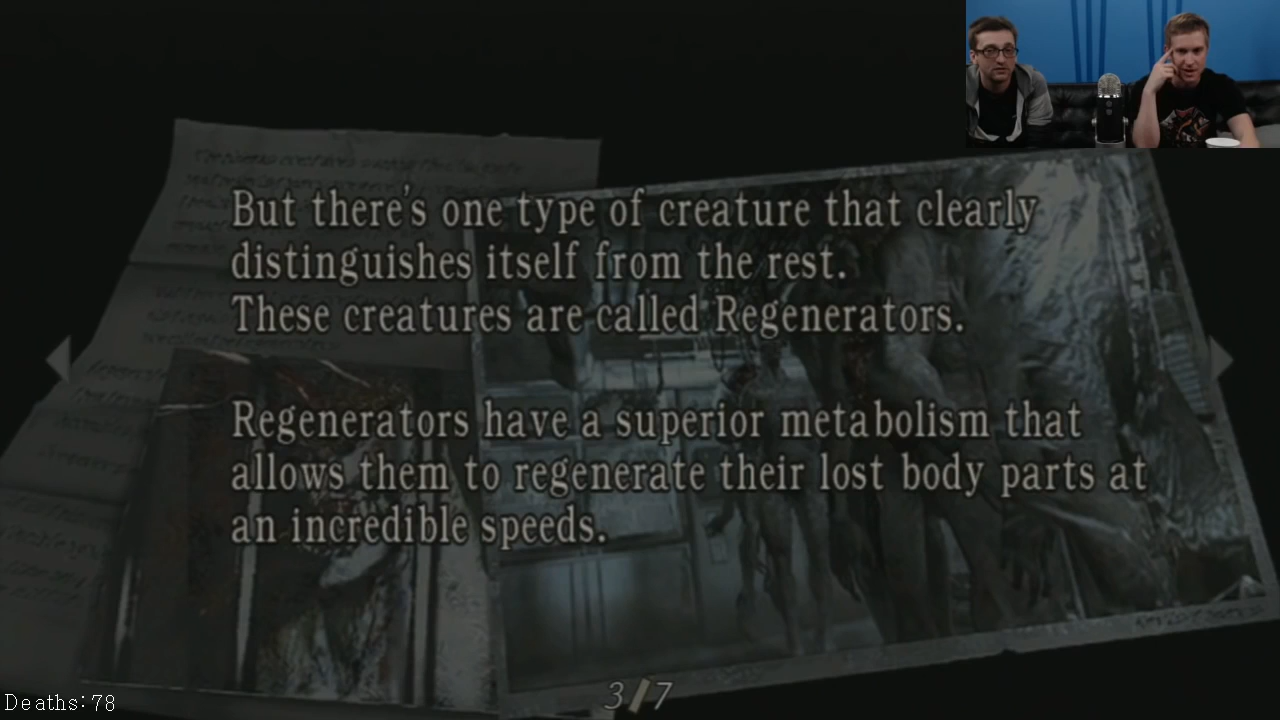 But there's one type of creature that clearly
distinguishes itself from the rest.
These creatures are called Regenerators.
Regenerators have a superior metabolism that
allows them to regenerate their lost body parts at
an incredible speeds.
3/7
Deaths:78